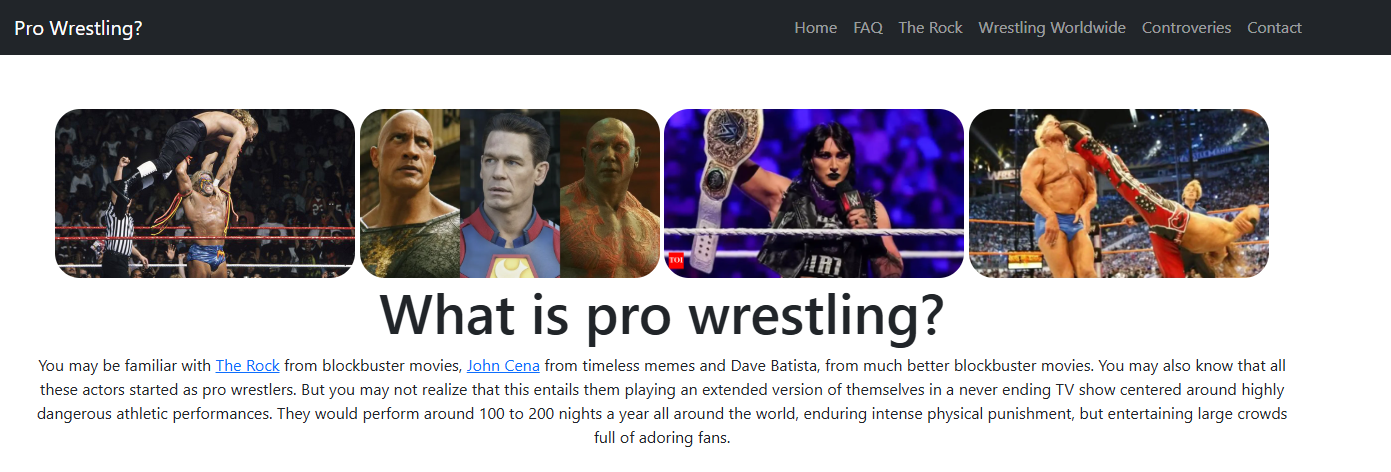 Pro Wrestling?
Home FAQ The Rock Wrestling Worldwide Controveries Contact
TOI
What is pro wrestling?
You may be familiar with The Rock from blockbuster movies, John Cena from timeless memes and Dave Batista, from much better blockbuster movies. You may also know that all
these actors started as pro wrestlers. But you may not realize that this entails them playing an extended version of themselves in a never ending TV show centered around highly
dangerous athletic performances. They would perform around 100 to 200 nights a year all around the world, enduring intense physical punishment, but entertaining large crowds
full of adoring fans.